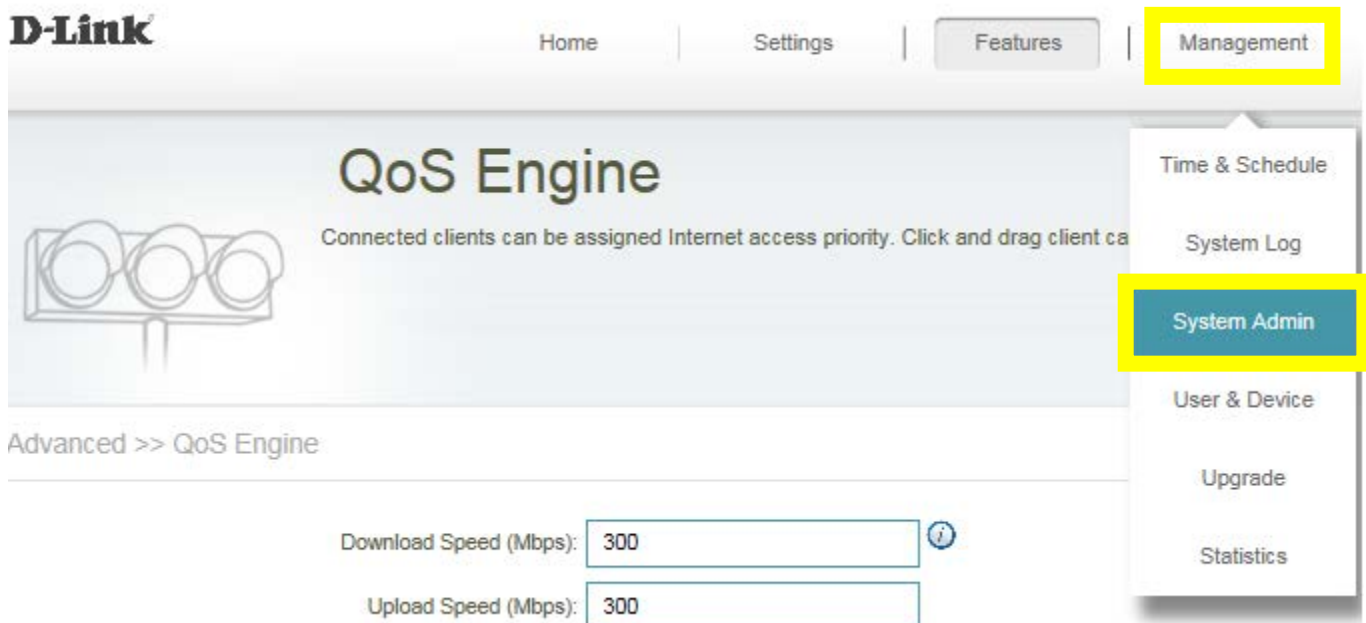 D-Link
Home
Settings
Features
Management
Time & Schedule
System Log
System Admin
User & Device
Upgrade
Statistics
QoS Engine
Connected clients can be assigned Internet access priority. Click and drag client ca
Advanced >> QoS Engine
Download Speed (Mbps): 300
Upload Speed (Mbps): 300